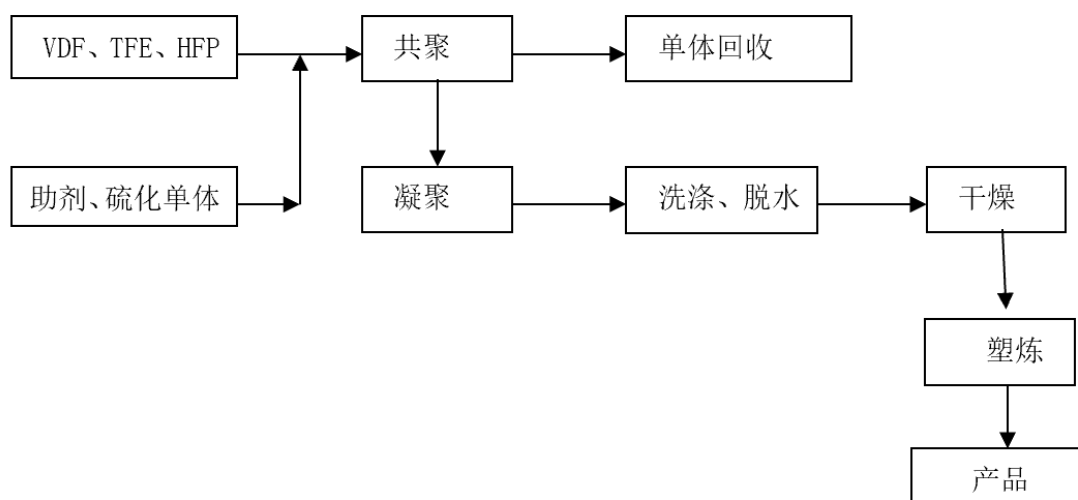 VDF、TFE、HFP
共聚
单体回收
助剂、硫化单体
凝聚
洗涤、脱水
干燥
塑炼
产品